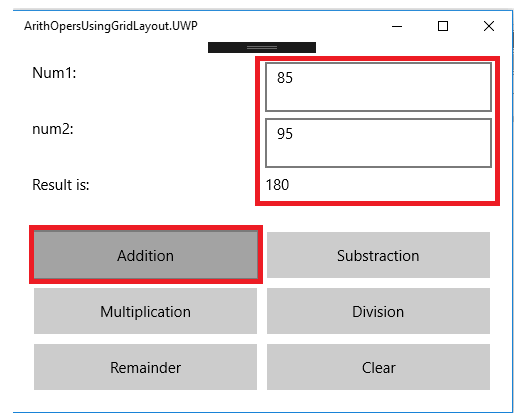 ArithOpersUsingGridLayout.UWP
Num1: 85
num2: 95
Result is: 180
Addition Substraction
Multiplication Division
Remainder Clear